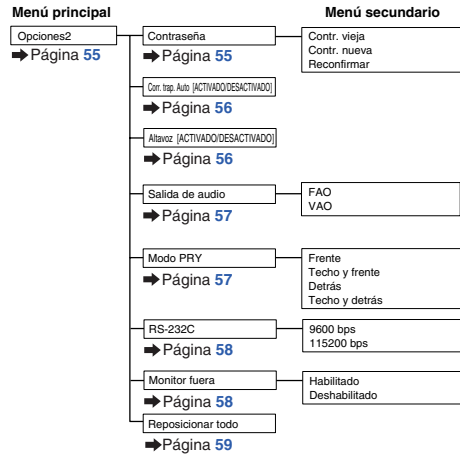 Menú principal
Menú secundario
Opciones2
➡Página 55
Contraseña
➡Página 55
Contr. vieja
Contr. nueva
Reconfirmar
Corr. trap. Auto [ACTIVADO/DESACTIVADO]
➡Página 56
Altavoz [ACTIVADO/DESACTIVADO]
➡Página 56
Salida de audio
➡Página 57
FAO
VAO
Modo PRY
➡Página 57
Frente
Techo y frente
Detrás
Techo y detrás
RS-232C
➡Página 58
9600 bps
115200 bps
Monitor fuera
➡Página 58
Habilitado
Deshabilitado
Reposicionar todo
➡Página 59